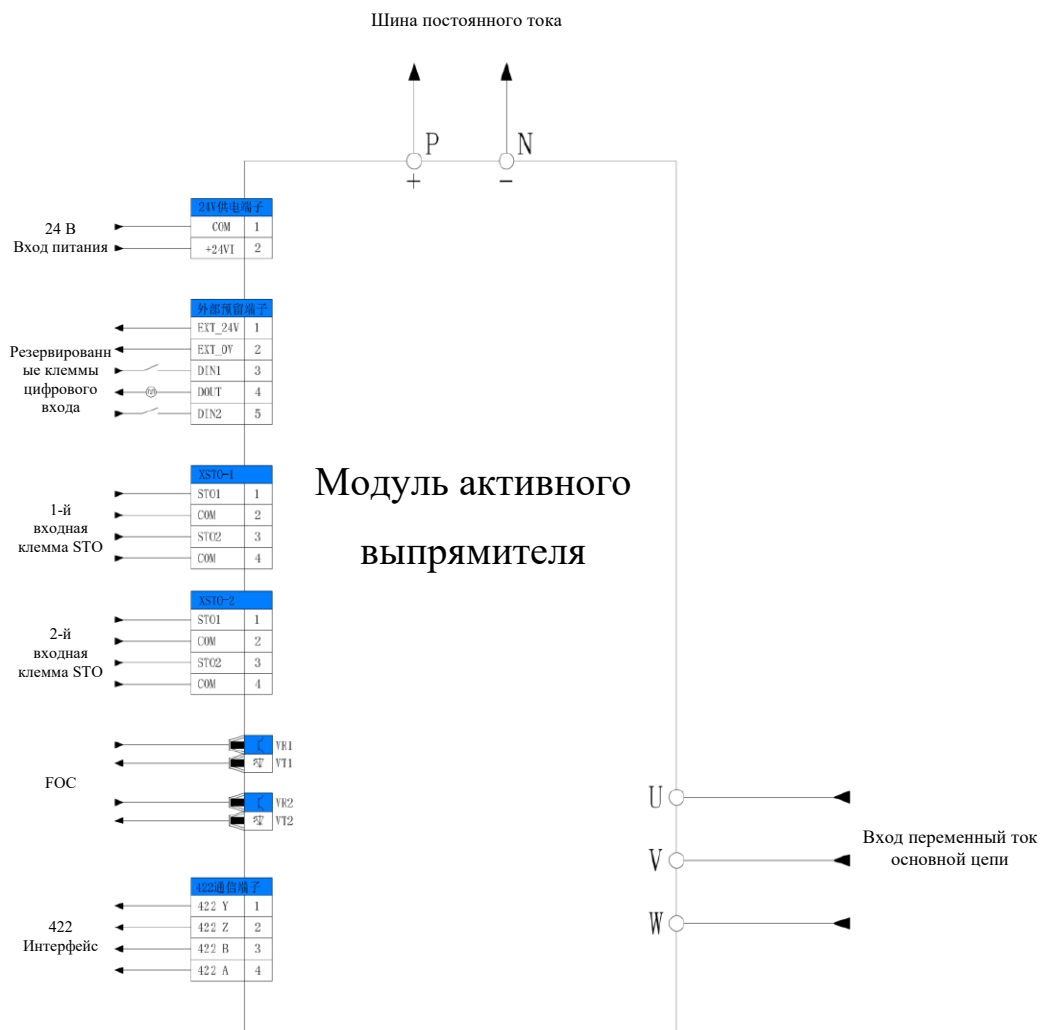 Шина постоянного тока
P
N
+
−
24V供电端子
COM 1
+24VI 2
24 В
Вход питания
外部预留端子
EXT_24V 1
EXT_0V 2
DIN1 3
DOUT 4
DIN2 5
Резервированн
ые клеммы
цифрового
входа
XSTO-1
STO1 1
COM 2
STO2 3
COM 4
1-й
входная
клемма STO
Модуль активного
выпрямителя
XSTO-2
STO1 1
COM 2
STO2 3
COM 4
2-й
входная
клемма STO
VR1
VT1
FOC
VR2
VT2
U
V
W
Вход переменный ток
основной цепи
422通信端子
422 Y 1
422 Z 2
422 B 3
422 A 4
422
Интерфейс